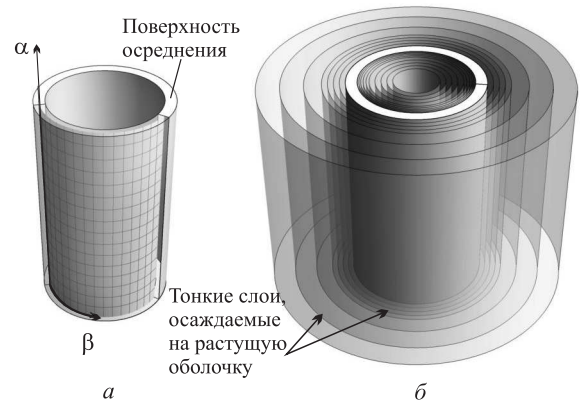 Поверхность
осреднения
α
Тонкие слои,
осаждаемые
на растущую
оболочку
β
а
б